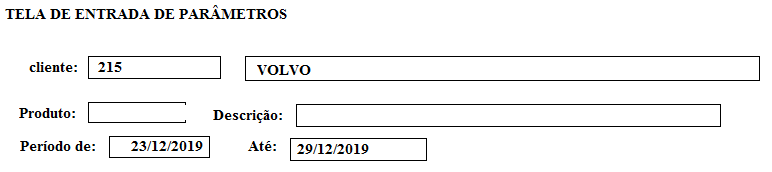 TELA DE ENTRADA DE PARÂMETROS
cliente: 215 VOLVO
Produto: Descrição:
Período de: 23/12/2019 Até: 29/12/2019